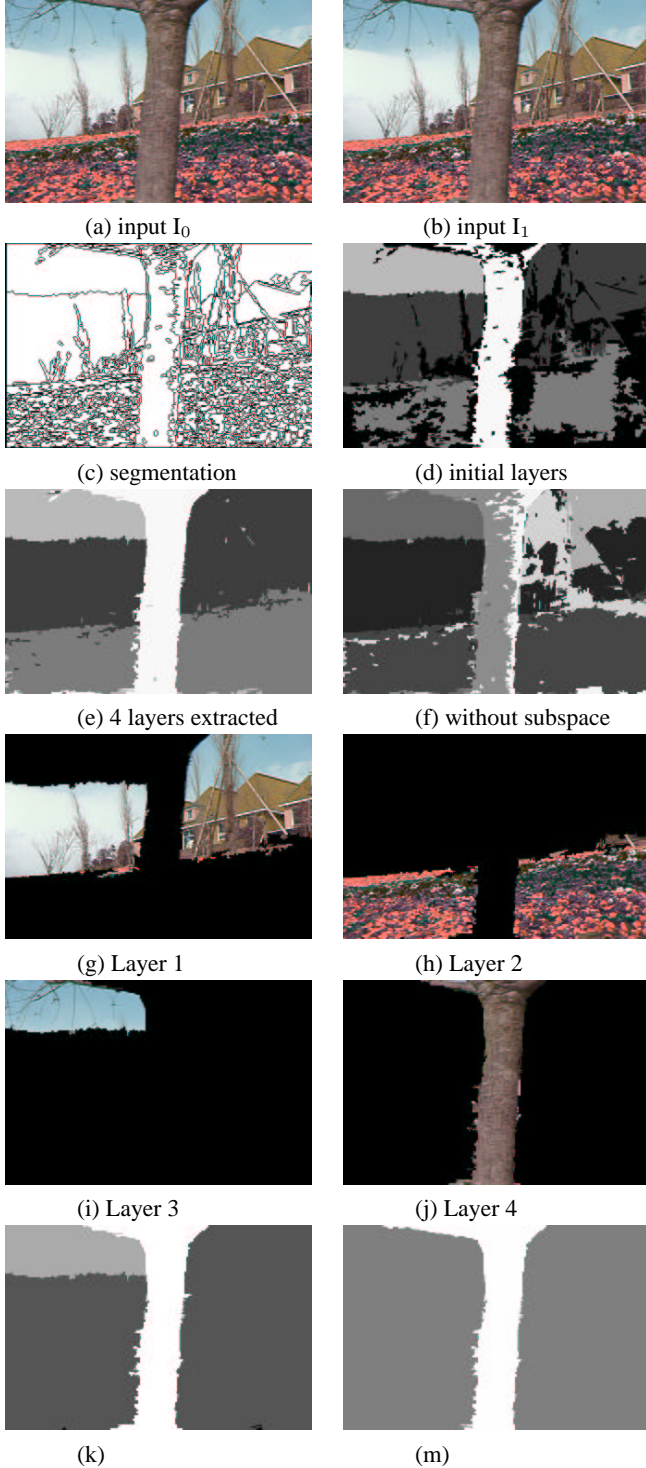 (a) input I₀
(b) input I₁
(c) segmentation
(d) initial layers
(e) 4 layers extracted
(f) without subspace
(g) Layer 1
(h) Layer 2
(i) Layer 3
(j) Layer 4
(k)
(m)